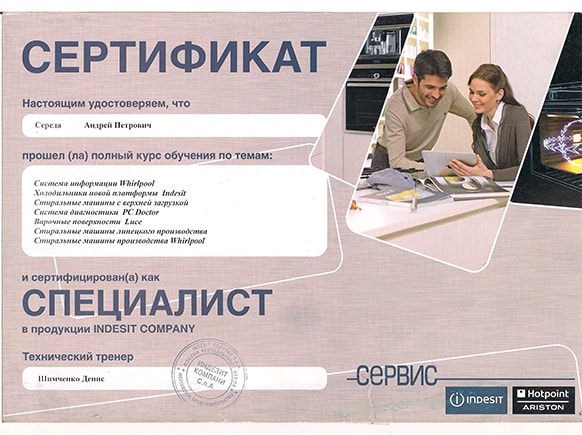 СЕРТИФИКАТ
Настоящим удостоверяем, что
Середа Андрей Петрович
прошел (ла) полный курс обучения по темам:
Система информации Whirlpool
Холодильники новой платформы Indesit
Стиральные машины с верхней загрузкой
Система диагностики PC Doctor
Варочные поверхности Luce
Стиральные машины липецкого производства
Стиральные машины производства Whirlpool
и сертифицирован(а) как
СПЕЦИАЛИСТ
в продукции INDESIT COMPANY
Технический тренер
Шимченко Денис
ИНДЕЗИТ
КОМПАНИ
С.п.А.
СЕРВИС
INDESIT
Hotpoint
ARISTON